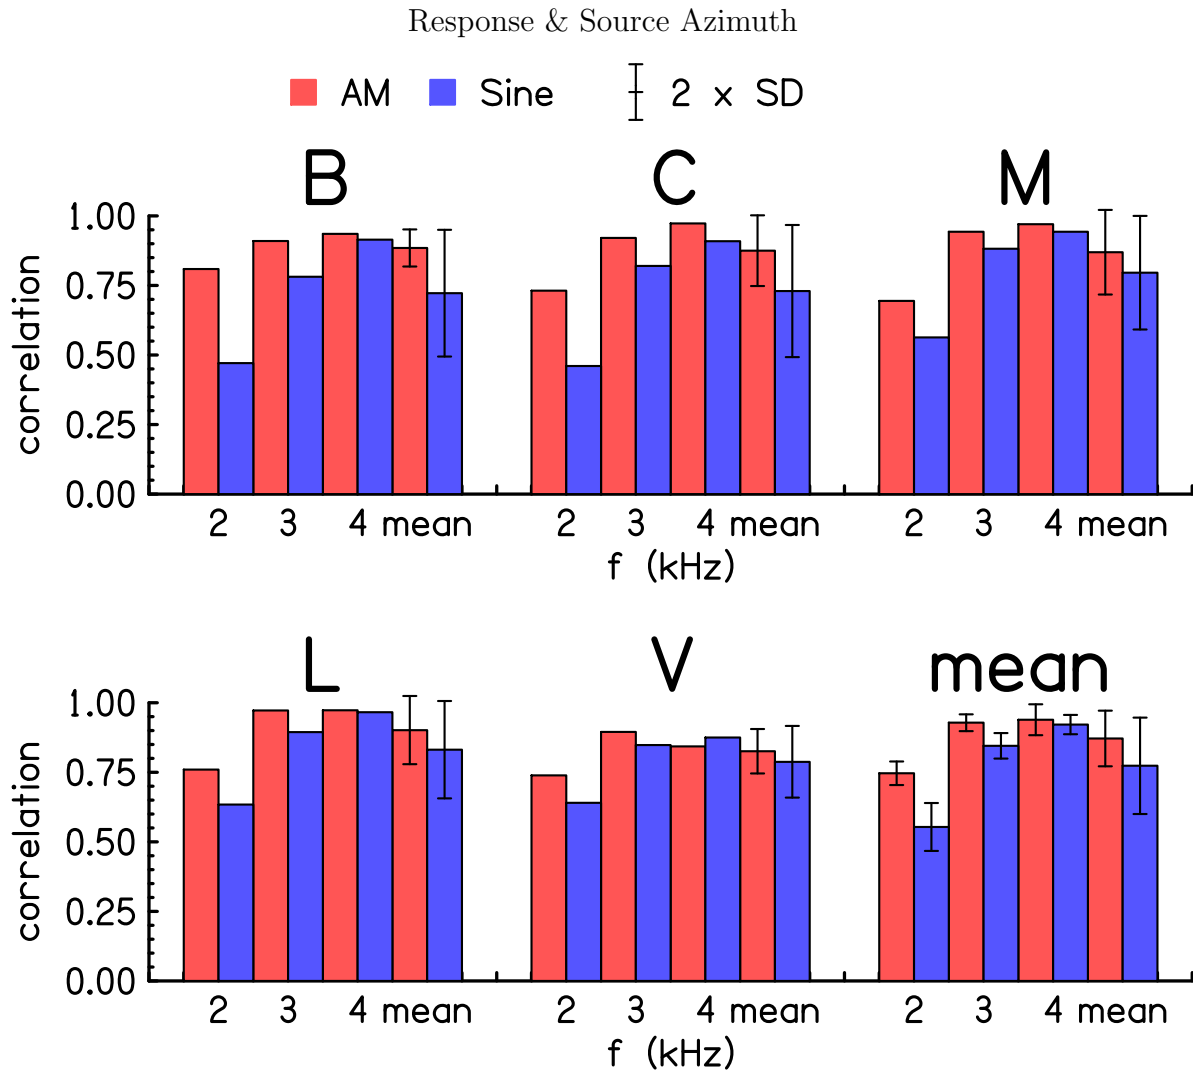 Response & Source Azimuth
AM Sine 2 x SD
B C M
1.00
0.75
0.50
0.25
0.00
correlation
2 3 4 mean 2 3 4 mean 2 3 4 mean
f (kHz)
L V mean
1.00
0.75
0.50
0.25
0.00
correlation
2 3 4 mean 2 3 4 mean 2 3 4 mean
f (kHz)